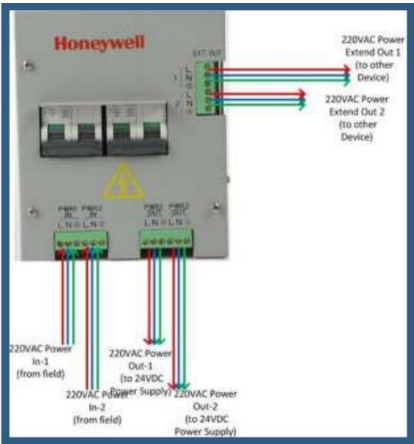 Honeywell
EXT. OUT
1
L
N
2
L
N
220VAC Power
Extend Out 1
(to other
Device)
220VAC Power
Extend Out 2
(to other
Device)
PWR1 PWR2
IN IN
L N L N
PWR1 PWR2
OUT OUT
L N L N
220VAC Power
In-1
(from field)
220VAC Power
In-2
(from field)
220VAC Power
Out-1
(to 24VDC
Power Supply)
220VAC Power
Out-2
(to 24VDC
Power Supply)